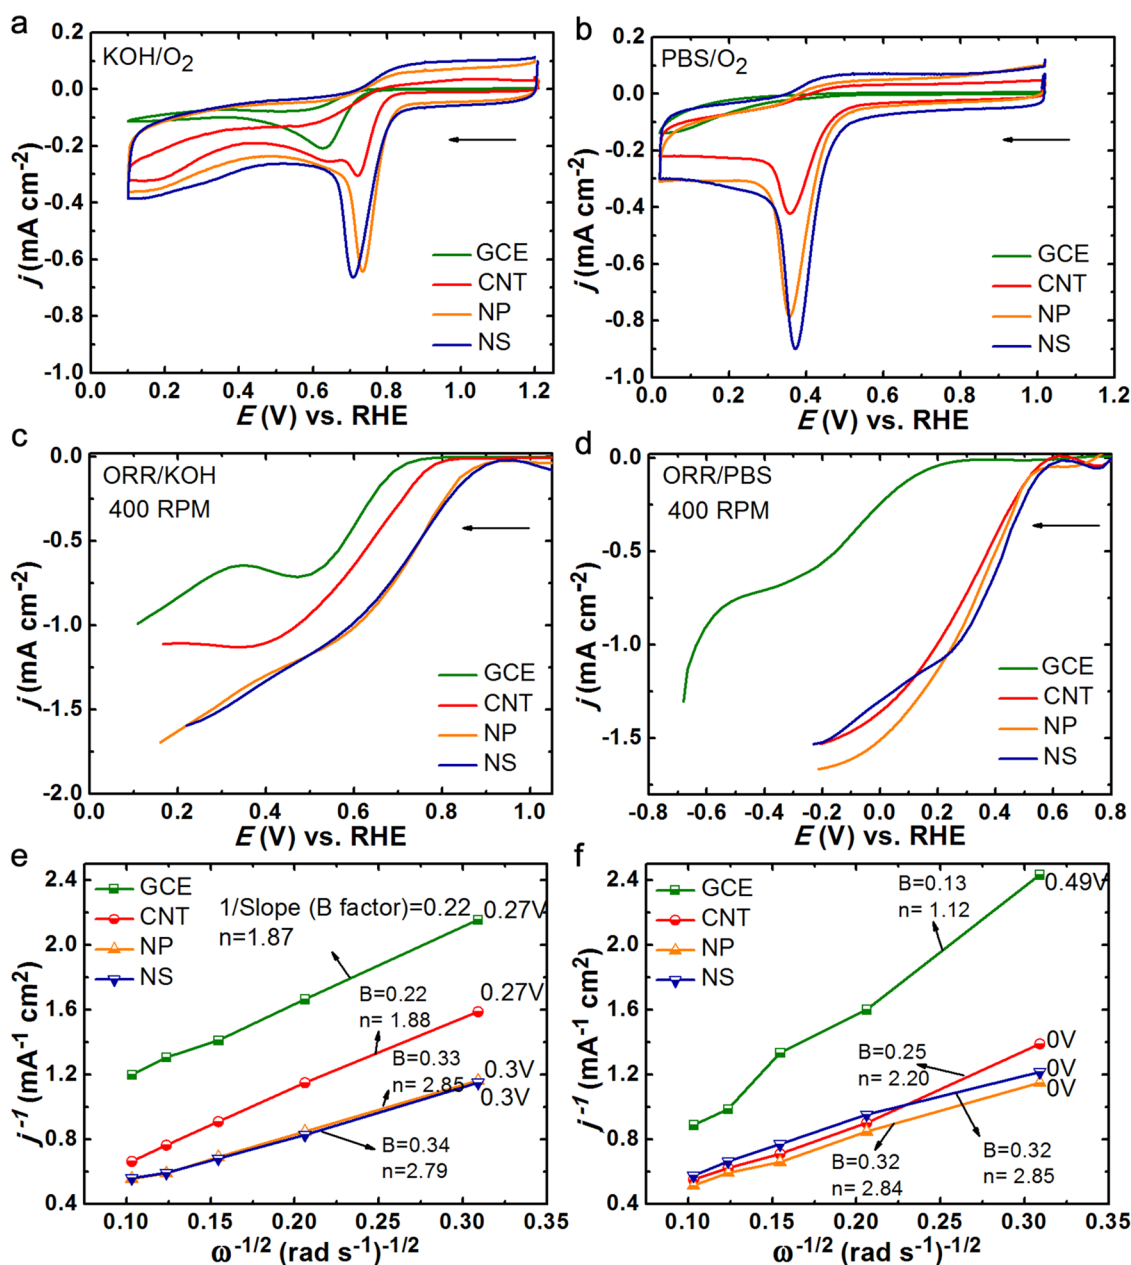 a
KOH/O2
0.2
0.0
-0.2
-0.4
-0.6
-0.8
-1.0
j (mA cm-2)
GCE
CNT
NP
NS
0.0 0.2 0.4 0.6 0.8 1.0 1.2
E (V) vs. RHE
b
PBS/O2
0.2
0.0
-0.2
-0.4
-0.6
-0.8
-1.0
j (mA cm-2)
GCE
CNT
NP
NS
0.0 0.2 0.4 0.6 0.8 1.0 1.2
E (V) vs. RHE
c
ORR/KOH
400 RPM
0.0
-0.5
-1.0
-1.5
-2.0
j (mA cm-2)
GCE
CNT
NP
NS
0.0 0.2 0.4 0.6 0.8 1.0
E (V) vs. RHE
d
ORR/PBS
400 RPM
0.0
-0.5
-1.0
-1.5
j (mA cm-2)
GCE
CNT
NP
NS
-0.8 -0.6 -0.4 -0.2 0.0 0.2 0.4 0.6 0.8
E (V) vs. RHE
e
2.4
2.0
1.6
1.2
0.8
0.4
j-1 (mA-1 cm2)
GCE
CNT
NP
NS
1/Slope (B factor)=0.22
n=1.87
0.27V
B=0.22
n= 1.88
0.27V
B=0.33
n= 2.85
0.3V
0.3V
B=0.34
n=2.79
0.10 0.15 0.20 0.25 0.30 0.35
ω-1/2 (rad s-1)-1/2
f
2.4
2.0
1.6
1.2
0.8
0.4
j-1 (mA-1 cm2)
GCE
CNT
NP
NS
B=0.13
n= 1.12
0.49V
B=0.25
n= 2.20
0V
0V
0V
B=0.32
n= 2.84
B=0.32
n= 2.85
0.10 0.15 0.20 0.25 0.30 0.35
ω-1/2 (rad s-1)-1/2